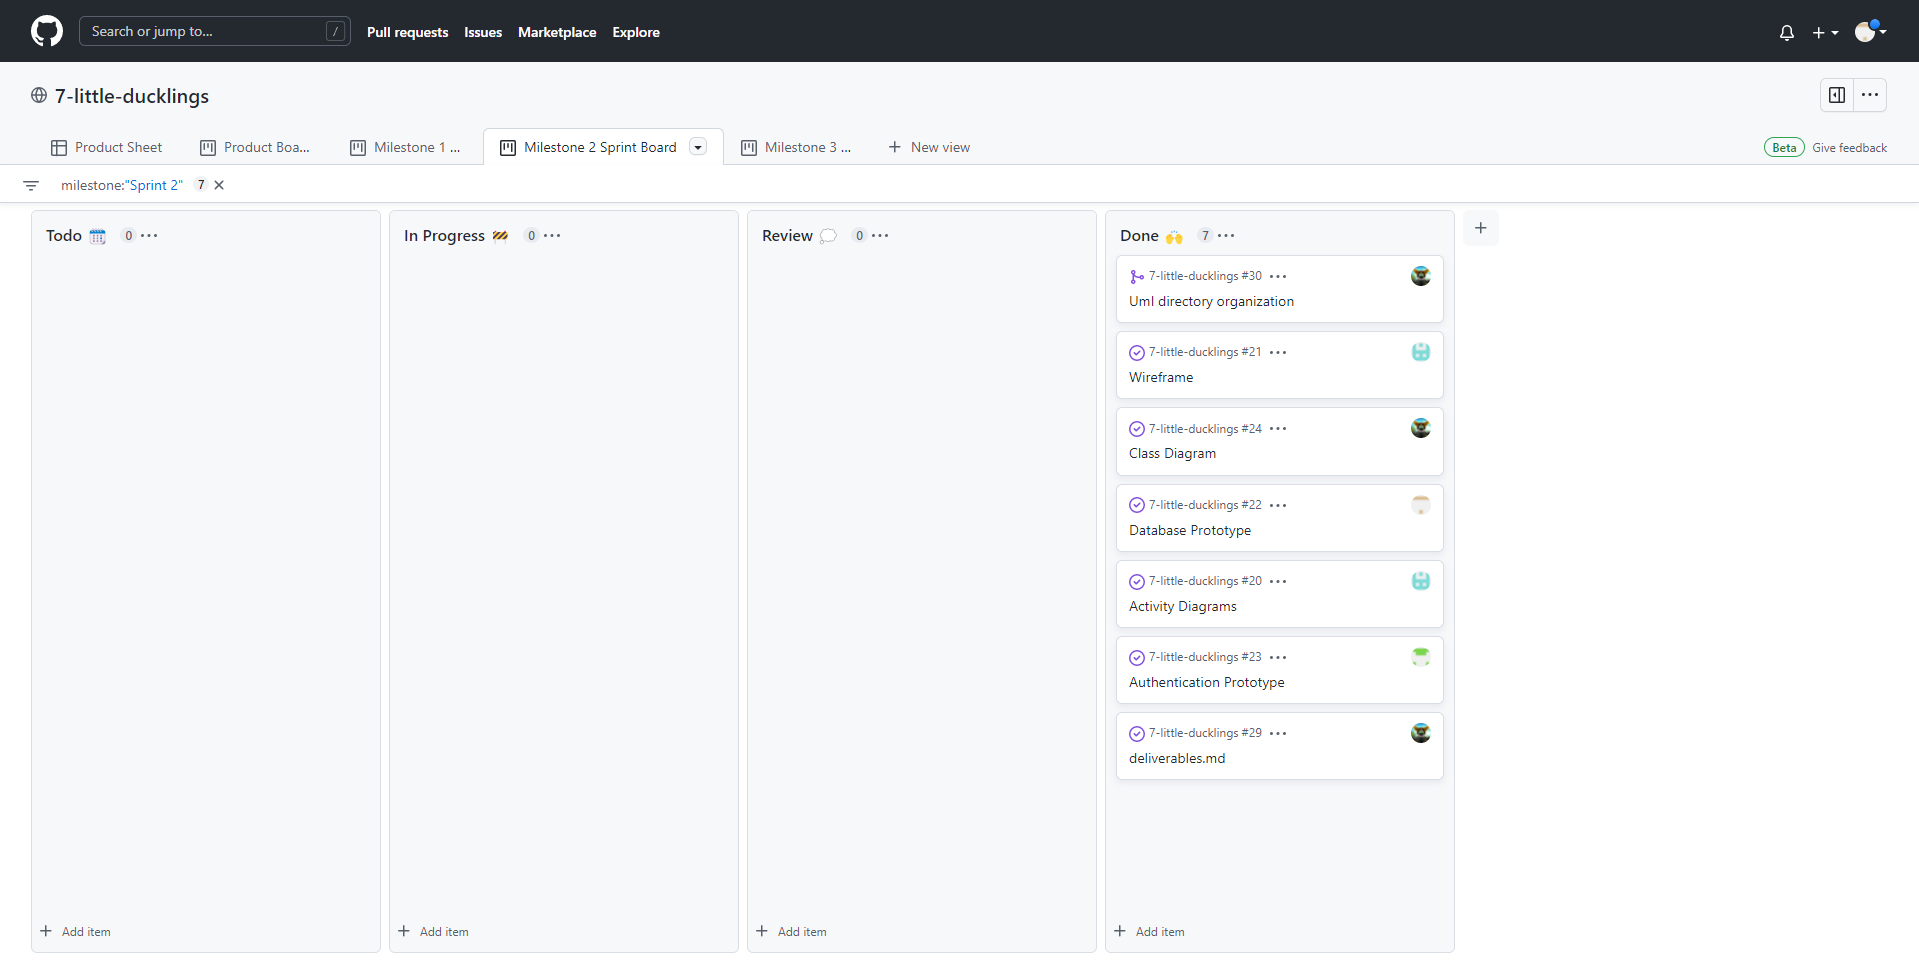 Search or jump to... /
Pull requests Issues Marketplace Explore
7-little-ducklings
Product Sheet Product Boa... Milestone 1 ... Milestone 2 Sprint Board Milestone 3 ... New view Beta Give feedback
milestone:"Sprint 2" 7
Todo 0
In Progress 0
Review 0
Done 7
7-little-ducklings #30
Uml directory organization
7-little-ducklings #21
Wireframe
7-little-ducklings #24
Class Diagram
7-little-ducklings #22
Database Prototype
7-little-ducklings #20
Activity Diagrams
7-little-ducklings #23
Authentication Prototype
7-little-ducklings #29
deliverables.md
Add item
Add item
Add item
Add item